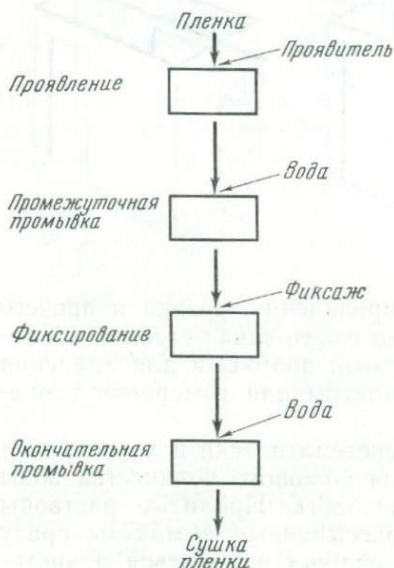 Пленка
Проявитель
Проявление
Вода
Промежуточная
промывка
Фиксаж
Фиксирование
Вода
Окончательная
промывка
Сушка
пленки